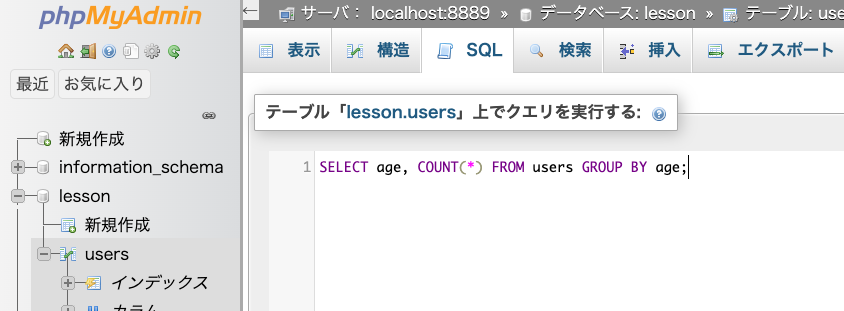 phpMyAdmin
最近 お気に入り
新規作成
information_schema
lesson
新規作成
users
インデックス
カラム
← サーバ： localhost:8889 » データベース: lesson » テーブル: use
表示 構造 SQL 検索 挿入 エクスポート
テーブル「lesson.users」上でクエリを実行する:
1 SELECT age, COUNT(*) FROM users GROUP BY age;